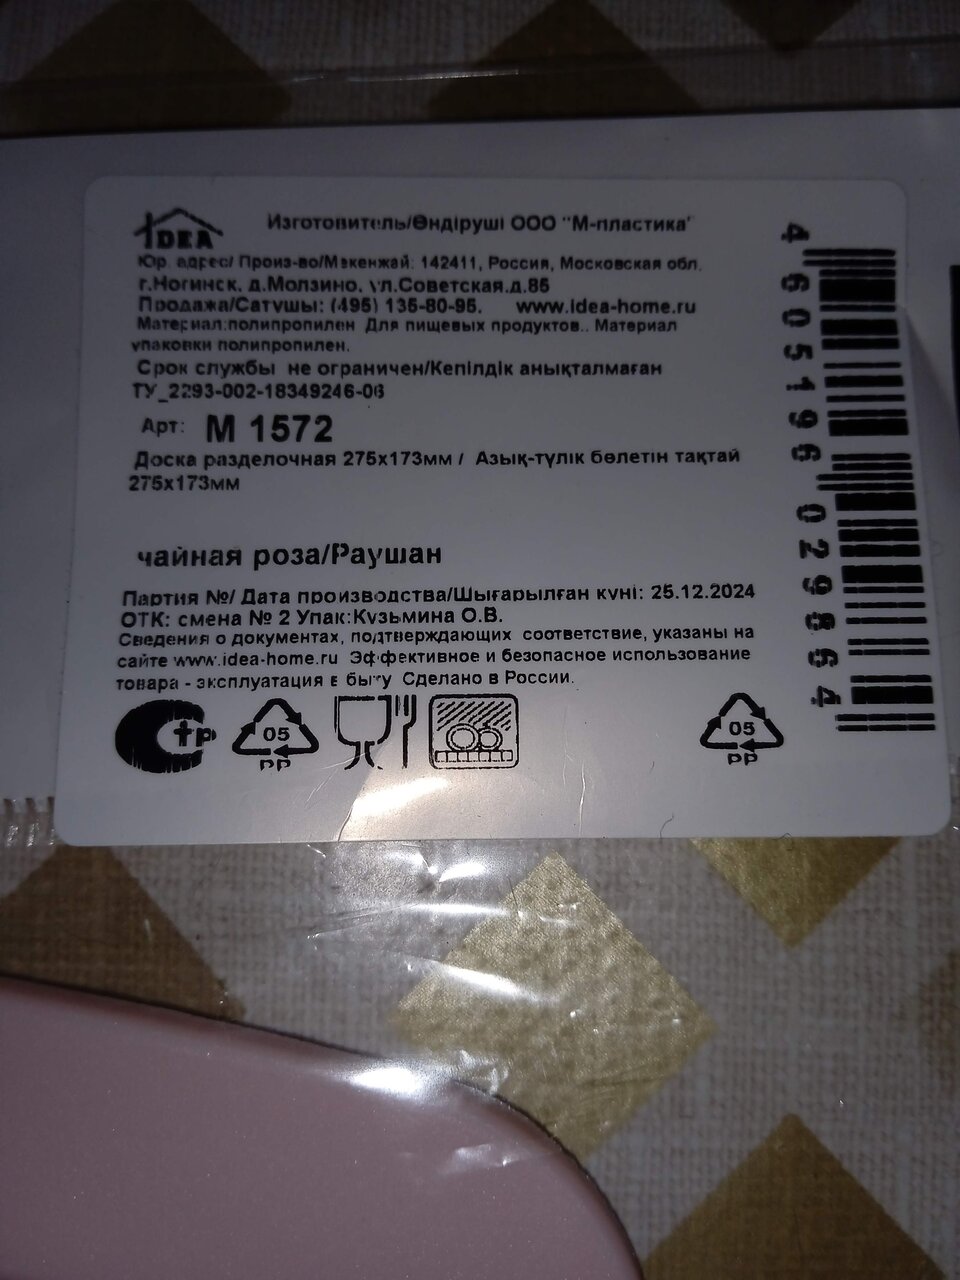 IDEA
Изготовитель/Өндіруші ООО "М-пластика"
Юр. адрес/ Произ-во/Мекенжай: 142411, Россия, Московская обл.
г.Ногинск, д.Молзино, ул.Советская.д.85
Продажа/Сатушы: (495) 135-80-95. www.idea-home.ru
Материал:полипропилен Для пищевых продуктов.. Материал
упаковки полипропилен.
Срок службы не ограничен/Кепілдік анықталмаған
ТУ_2293-002-18349246-06
Арт: М 1572
Доска разделочная 275х173мм / Азық-түлік бөлетін тақтай
275х173мм
чайная роза/Раушан
Партия №/ Дата производства/Шығарылған күні: 25.12.2024
ОТК: смена № 2 Упак:Кузьмина О.В.
Сведения о документах, подтверждающих соответствие, указаны на
сайте www.idea-home.ru Эффективное и безопасное использование
товара - эксплуатация в быту Сделано в России.
Стр
05
PP
05
PP
4605196029864